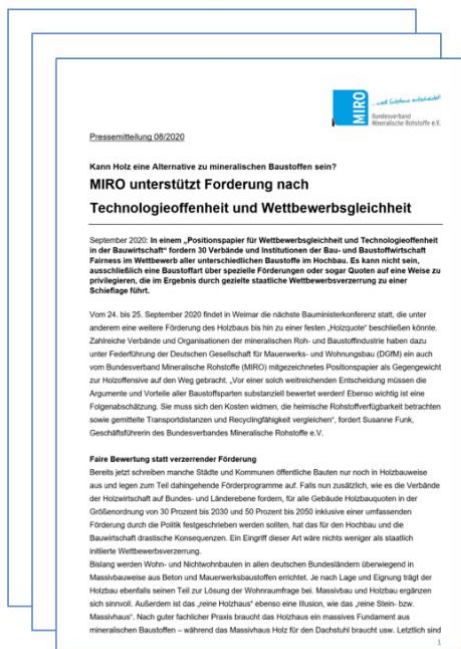 MIRO
...weil Substanz entscheidet!
Bundesverband
Mineralische Rohstoffe e.V.
Pressemitteilung 08/2020
Kann Holz eine Alternative zu mineralischen Baustoffen sein?
MIRO unterstützt Forderung nach
Technologieoffenheit und Wettbewerbsgleichheit
September 2020: In einem „Positionspapier für Wettbewerbsgleichheit und Technologieoffenheit
in der Bauwirtschaft“ fordern 30 Verbände und Institutionen der Bau- und Baustoffwirtschaft
Fairness im Wettbewerb aller unterschiedlichen Baustoffe im Hochbau. Es kann nicht sein,
ausschließlich eine Baustoffart über spezielle Förderungen oder sogar Quoten auf eine Weise zu
privilegieren, die im Ergebnis durch gezielte staatliche Wettbewerbsverzerrung zu einer
Schieflage führt.
Vom 24. bis 25. September 2020 findet in Weimar die nächste Bauministerkonferenz statt, die unter
anderem eine weitere Förderung des Holzbaus bis hin zu einer festen „Holzquote“ beschließen könnte.
Zahlreiche Verbände und Organisationen der mineralischen Roh- und Baustoffindustrie haben dazu
unter Federführung der Deutschen Gesellschaft für Mauerwerks- und Wohnungsbau (DGfM) ein auch
vom Bundesverband Mineralische Rohstoffe (MIRO) mitgezeichnetes Positionspapier als Gegengewicht
zur Holzoffensive auf den Weg gebracht. „Vor einer solch weitreichenden Entscheidung müssen die
Argumente und Vorteile aller Baustoffsparten substanziell bewertet werden! Ebenso wichtig ist eine
Folgenabschätzung. Sie muss sich den Kosten widmen, die heimische Rohstoffverfügbarkeit betrachten
sowie gemittelte Transportdistanzen und Recyclingfähigkeit vergleichen“, fordert Susanne Funk,
Geschäftsführerin des Bundesverbandes Mineralische Rohstoffe e.V.
Faire Bewertung statt verzerrender Förderung
Bereits jetzt schreiben manche Städte und Kommunen öffentliche Bauten nur noch in Holzbauweise
aus und legen zum Teil dahingehende Förderprogramme auf. Falls nun zusätzlich, wie es die Verbände
der Holzwirtschaft auf Bundes- und Länderebene fordern, für alle Gebäude Holzbauquoten in der
Größenordnung von 30 Prozent bis 2030 und 50 Prozent bis 2050 inklusive einer umfassenden
Förderung durch die Politik festgeschrieben werden sollten, hat das für den Hochbau und die
Bauwirtschaft drastische Konsequenzen. Ein Eingriff dieser Art wäre nichts weniger als staatlich
initiierte Wettbewerbsverzerrung.
Bislang werden Wohn- und Nichtwohnbauten in allen deutschen Bundesländern überwiegend in
Massivbauweise aus Beton und Mauerwerksbaustoffen errichtet. Je nach Lage und Eignung trägt der
Holzbau ebenfalls seinen Teil zur Lösung der Wohnraumfrage bei. Massivbau und Holzbau ergänzen
sich sinnvoll. Außerdem ist das „reine Holzhaus“ ebenso eine Illusion, wie das „reine Stein- bzw.
Massivhaus“. Nach guter fachlicher Praxis braucht das Holzhaus ein massives Fundament aus
mineralischen Baustoffen – während das Massivhaus Holz für den Dachstuhl braucht usw. Letztlich sind
1